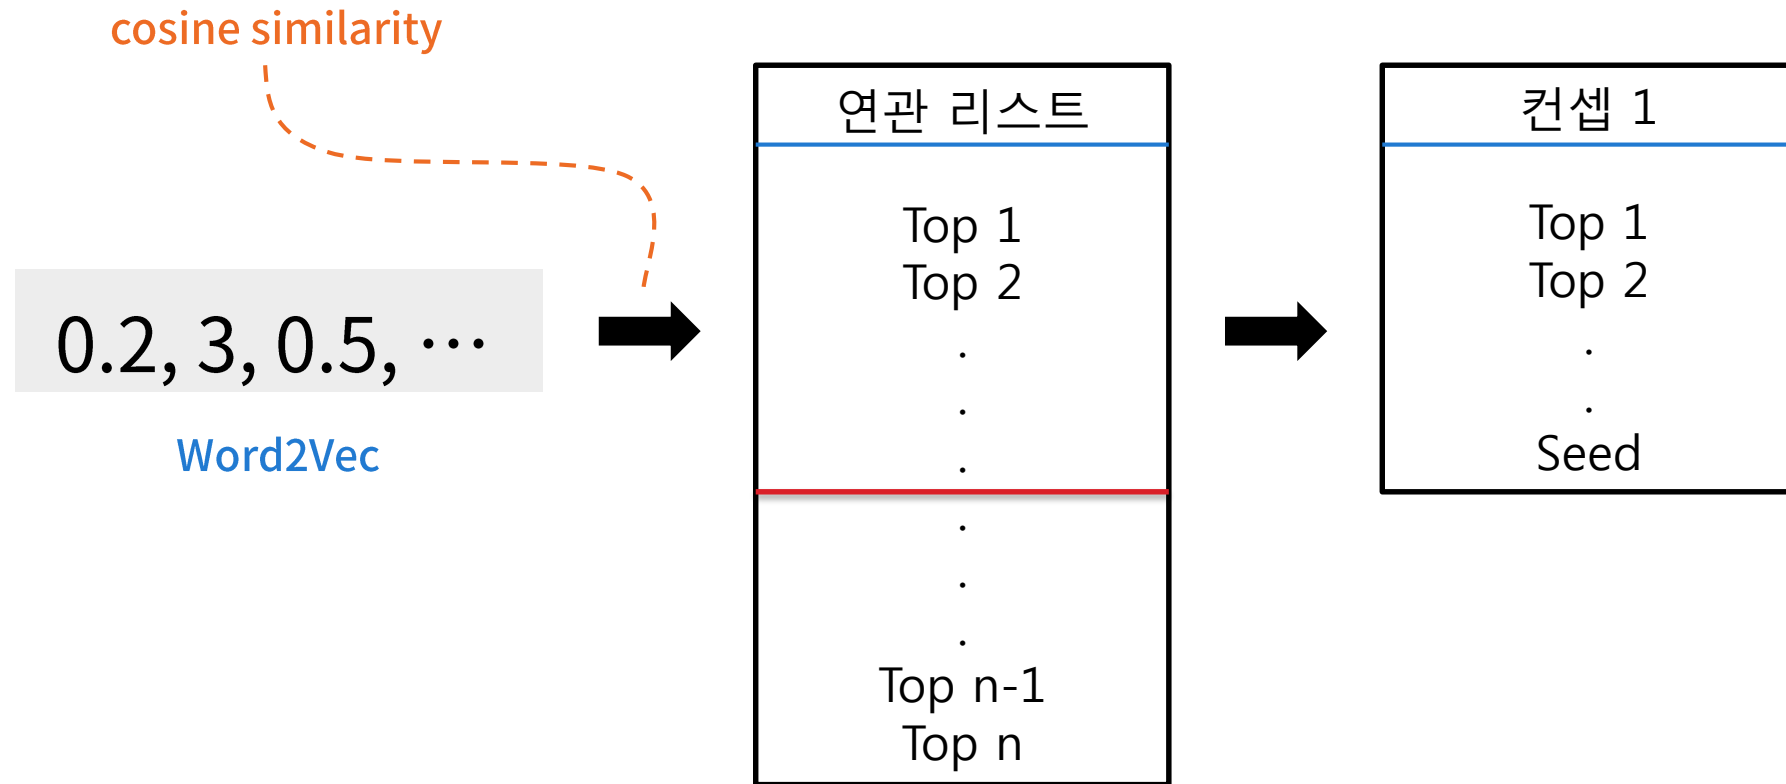 cosine similarity
0.2, 3, 0.5, …
Word2Vec
연관 리스트
Top 1
Top 2
.
.
.
.
.
.
Top n-1
Top n
컨셉 1
Top 1
Top 2
.
.
Seed